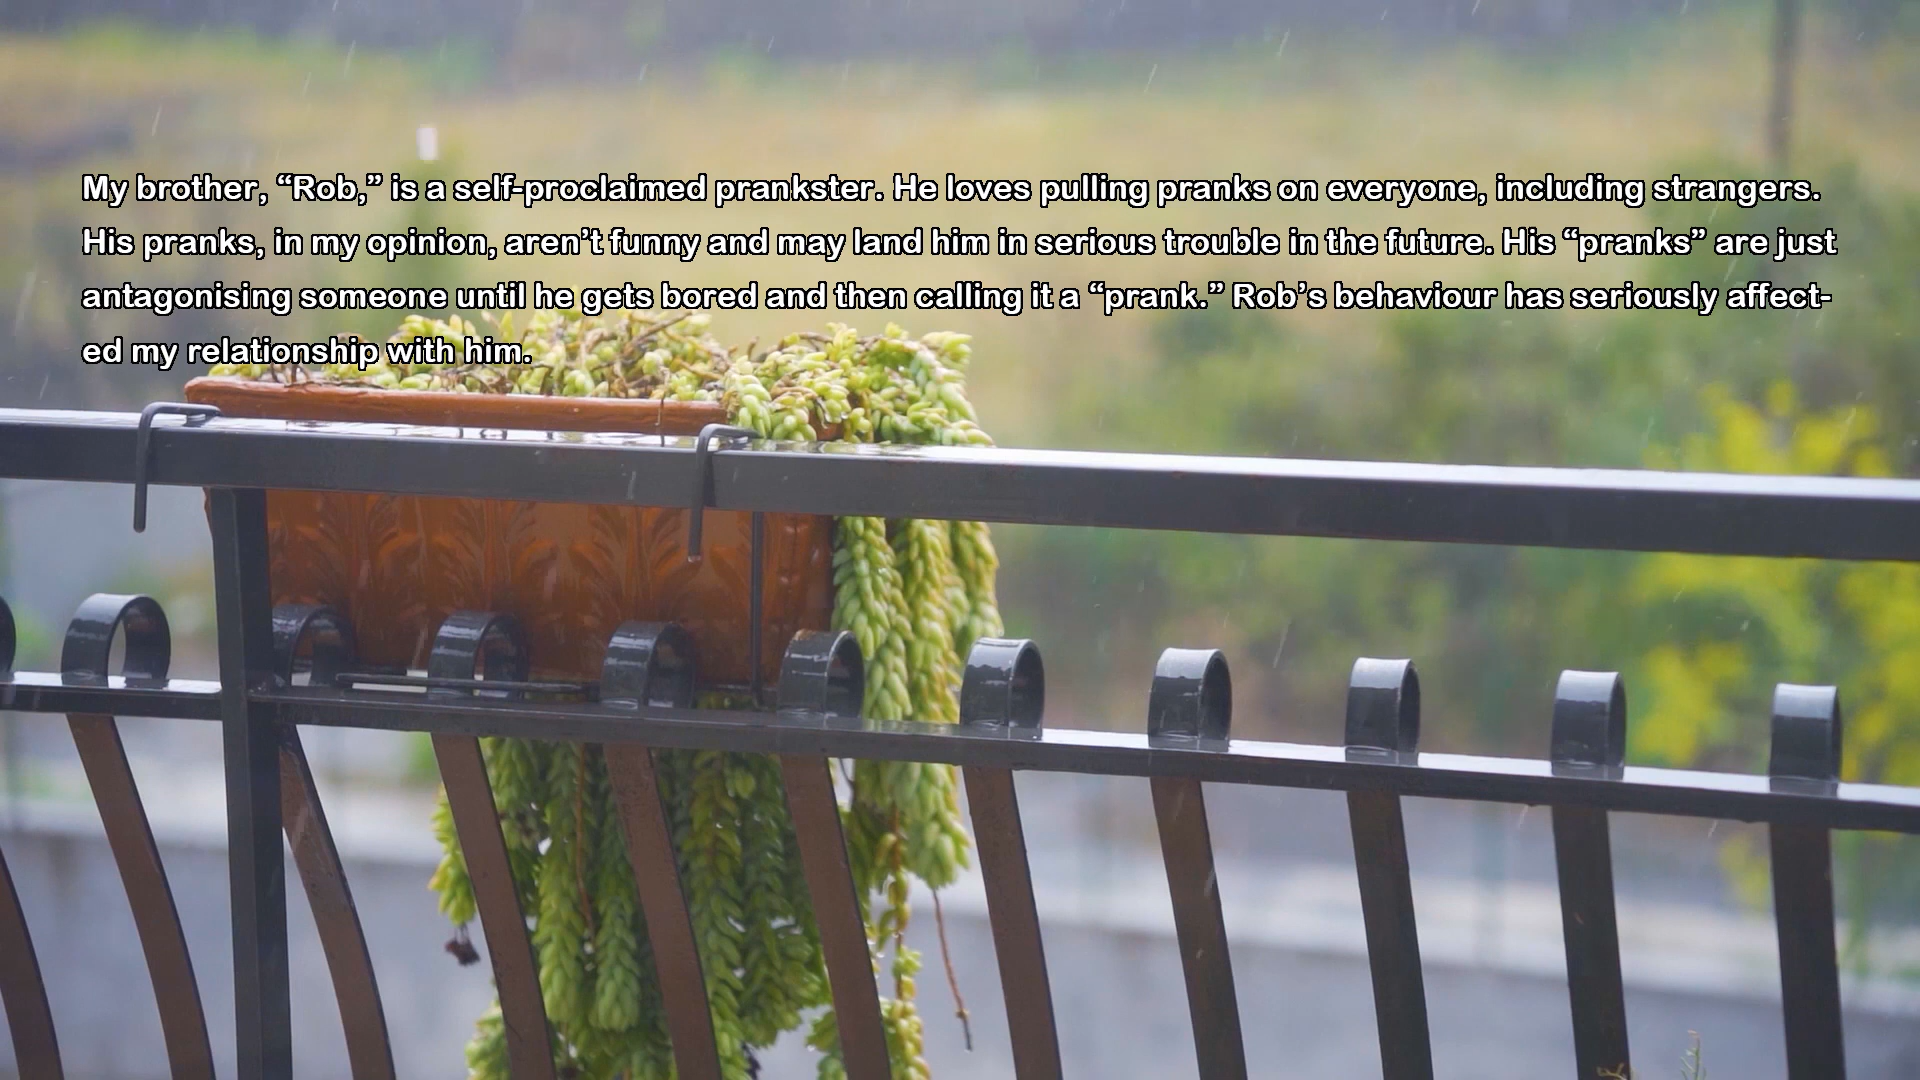 My brother, “Rob,” is a self-proclaimed prankster. He loves pulling pranks on everyone, including strangers.
His pranks, in my opinion, aren’t funny and may land him in serious trouble in the future. His “pranks” are just
antagonising someone until he gets bored and then calling it a “prank.” Rob’s behaviour has seriously affect-
ed my relationship with him.